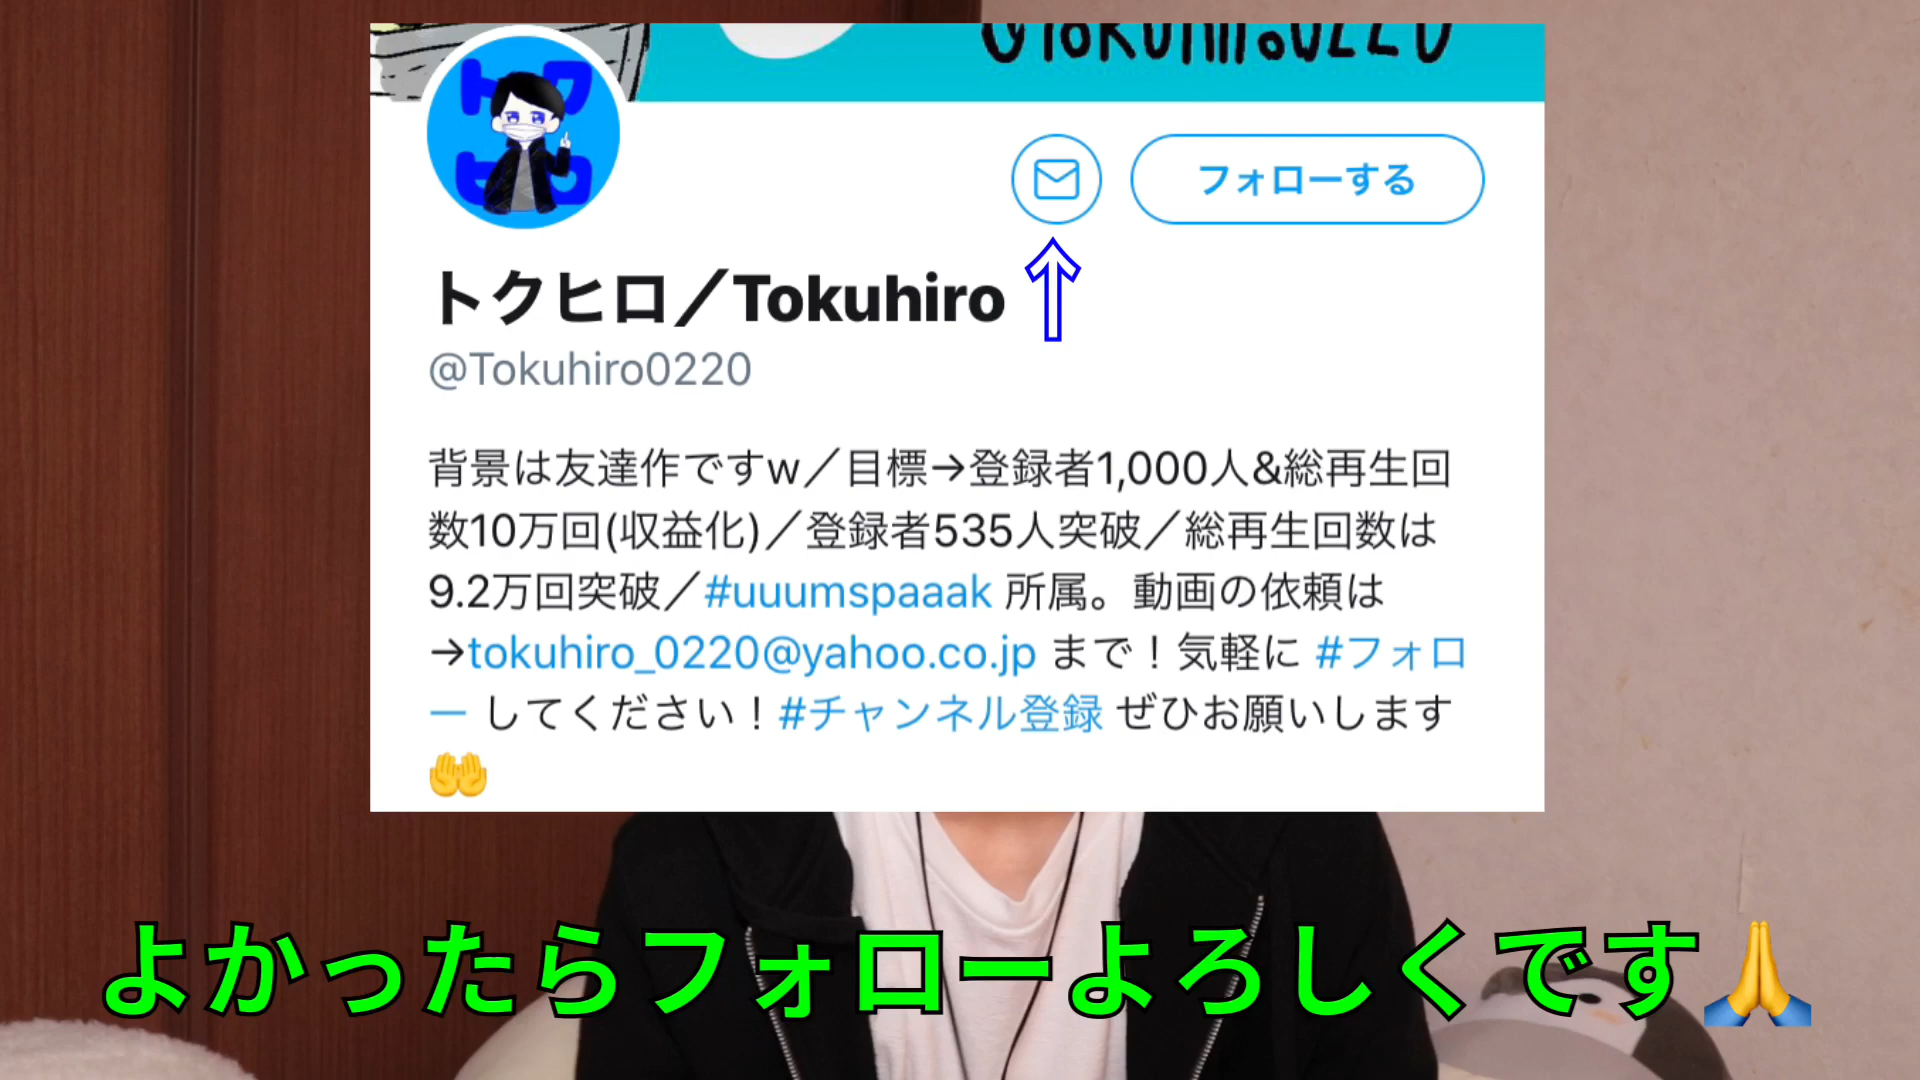 @Tokuhiro0220
トク
ヒロ
フォローする
トクヒロ／Tokuhiro
@Tokuhiro0220
背景は友達作ですw／目標→登録者1,000人&総再生回
数10万回(収益化)／登録者535人突破／総再生回数は
9.2万回突破／#uuumspaaak 所属。動画の依頼は
→tokuhiro_0220@yahoo.co.jp まで！気軽に #フォロ
ー してください！#チャンネル登録 ぜひお願いします
🤲
よかったらフォローよろしくです🙏